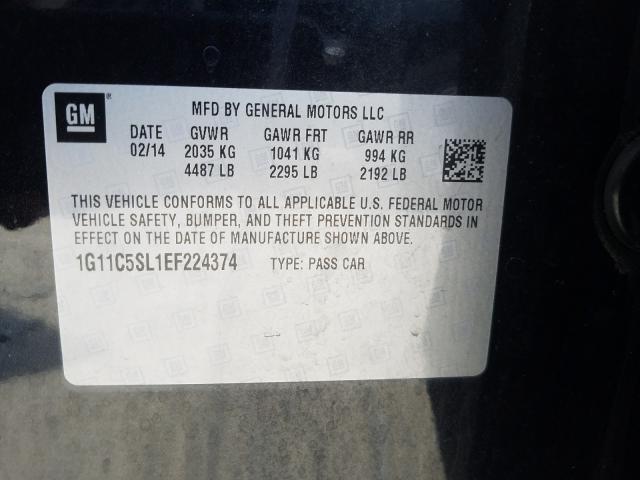 GM ®
MFD BY GENERAL MOTORS LLC
DATE GVWR GAWR FRT GAWR RR
02/14 2035 KG 1041 KG 994 KG
4487 LB 2295 LB 2192 LB
THIS VEHICLE CONFORMS TO ALL APPLICABLE U.S. FEDERAL MOTOR
VEHICLE SAFETY, BUMPER, AND THEFT PREVENTION STANDARDS IN
EFFECT ON THE DATE OF MANUFACTURE SHOWN ABOVE.
1G11C5SL1EF224374 TYPE: PASS CAR